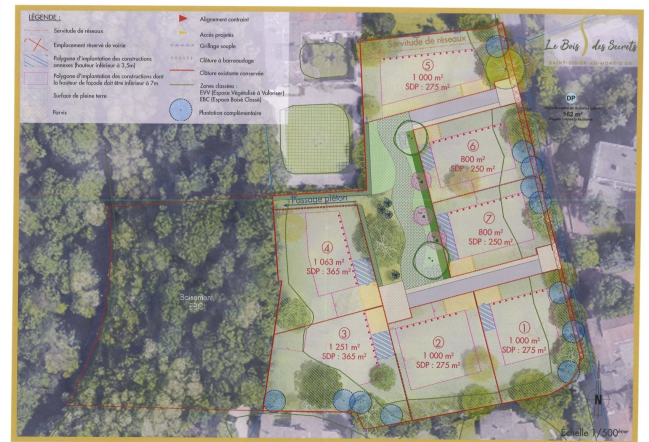 LÉGENDE :
Servitude de réseaux
Emplacement réservé de voirie
Polygone d'implantation des constructions
annexes (hauteur inférieur à 3,5m)
Polygone d'implantation des constructions dont
la hauteur de façade doit être inférieur à 7m
Surface de pleine terre
Parvis
Alignement contraint
Accès projetés
Grillage souple
Clôture à barreaudage
Clôture existante conservée
Zones classées :
EVV (Espace Végétalisé à Valoriser)
EBC (Espace Boisé Classé)
Plantation complémentaire
Servitude de réseaux
Le Bois des Secrets
SAINT-DIDIER-AU-MONT-D'OR
5
1 000 m²
SDP : 275 m²
DP
162 m²
6
800 m²
SDP : 250 m²
Passage piéton
7
800 m²
SDP : 250 m²
4
1 063 m²
SDP : 365 m²
Boisement
EBC
3
1 251 m²
SDP : 365 m²
2
1 000 m²
SDP : 275 m²
1
1 000 m²
SDP : 275 m²
N
Echelle 1/500ème